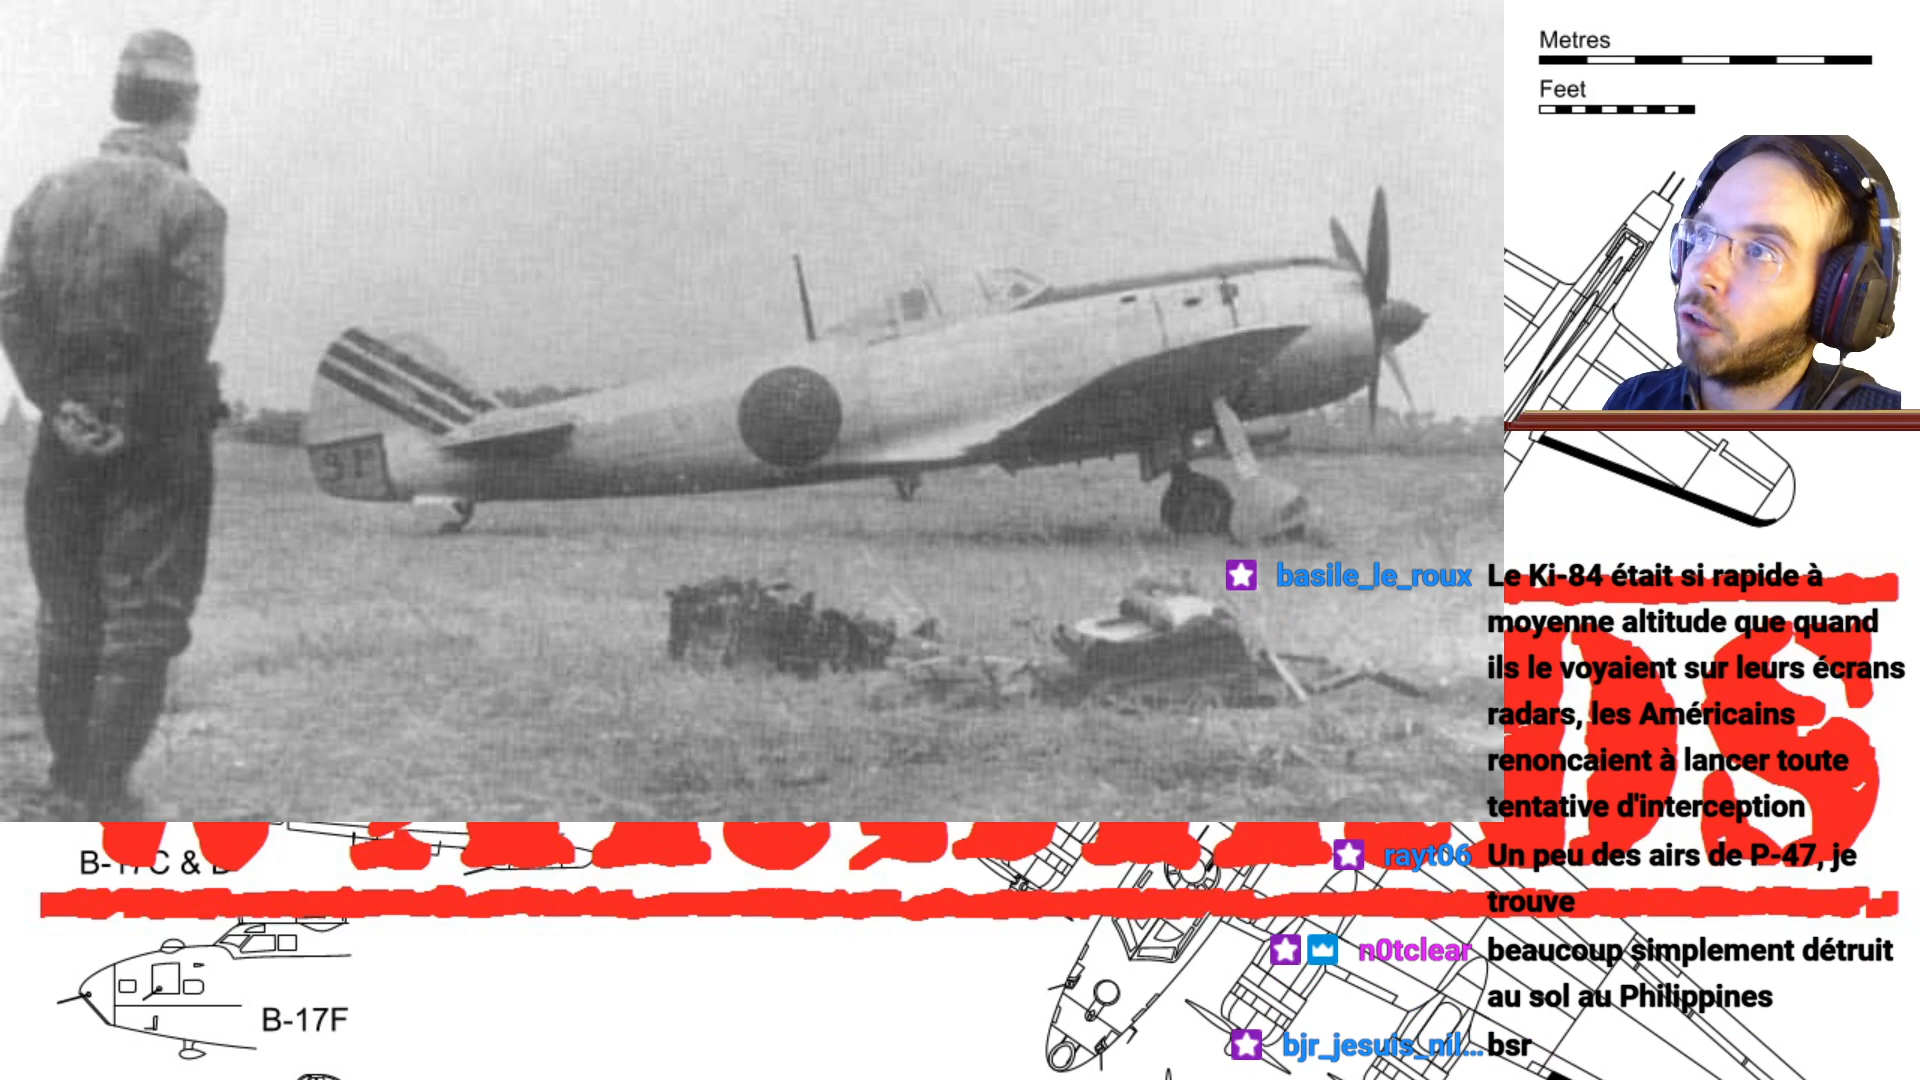 Metres
Feet
basile_le_roux Le Ki-84 était si rapide à
moyenne altitude que quand
ils le voyaient sur leurs écrans
radars, les Américains
renoncaient à lancer toute
tentative d'interception
rayt06 Un peu des airs de P-47, je
trouve
n0tclear beaucoup simplement détruit
au sol au Philippines
bjr_jesuis_nil... bsr
B-17F